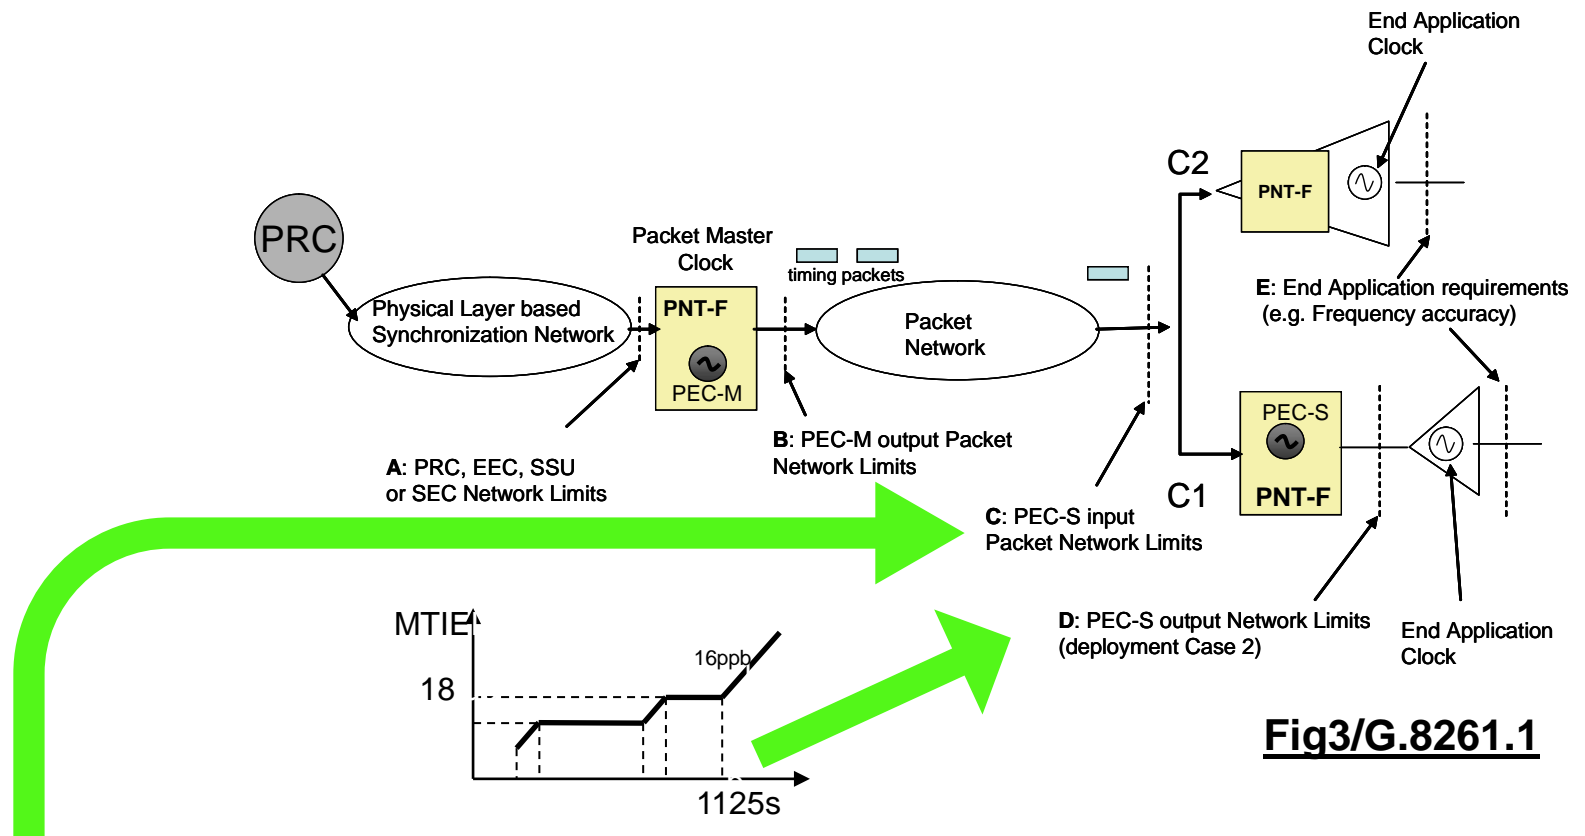 End Application
Clock
C2
PNT-F
PRC
Packet Master
Clock
timing packets
Physical Layer based
Synchronization Network
PNT-F
PEC-M
Packet
Network
E: End Application requirements
(e.g. Frequency accuracy)
A: PRC, EEC, SSU
or SEC Network Limits
B: PEC-M output Packet
Network Limits
C1
PEC-S
PNT-F
C: PEC-S input
Packet Network Limits
D: PEC-S output Network Limits
(deployment Case 2)
End Application
Clock
MTIE
16ppb
18
1125s
Fig3/G.8261.1